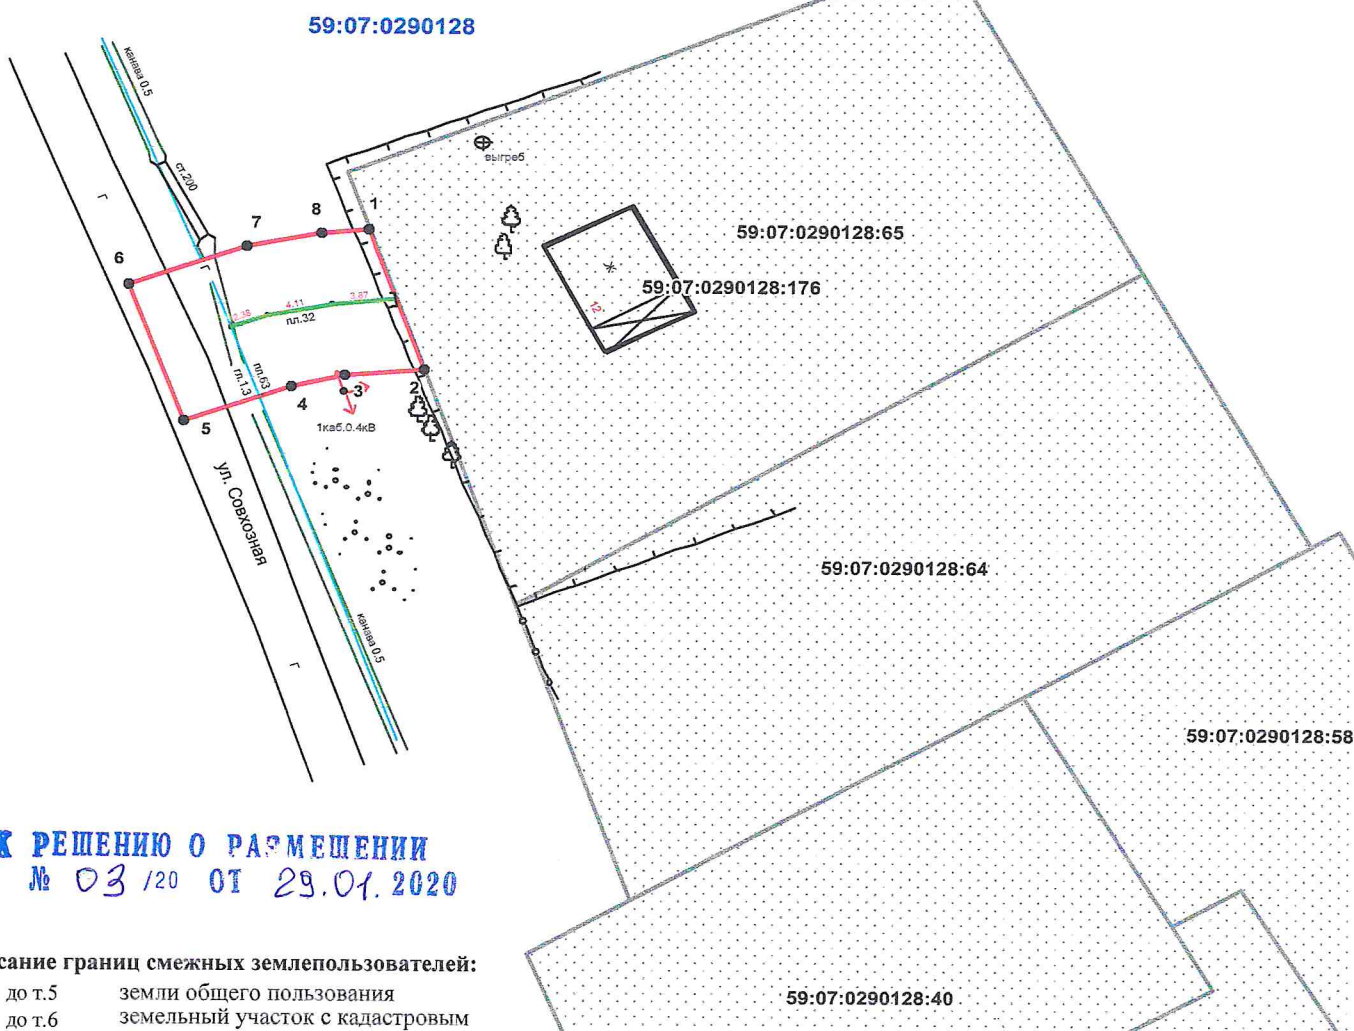 59:07:0290128
канава 0.5
ст.200
г
выгреб
1
8
7
6
59:07:0290128:65
59:07:0290128:176
12
г
2.38
4.11
3.87
пл.32
пл.63
гл.1.3
2
3
4
5
1каб.0.4кВ
ул. Совхозная
59:07:0290128:64
канава 0.5
г
59:07:0290128:58
К РЕШЕНИЮ О РАЗМЕЩЕНИИ
№ 03 /20 ОТ 29.01.2020
сание границ смежных землепользователей:
до т.5 земли общего пользования
до т.6 земельный участок с кадастровым
59:07:0290128:40